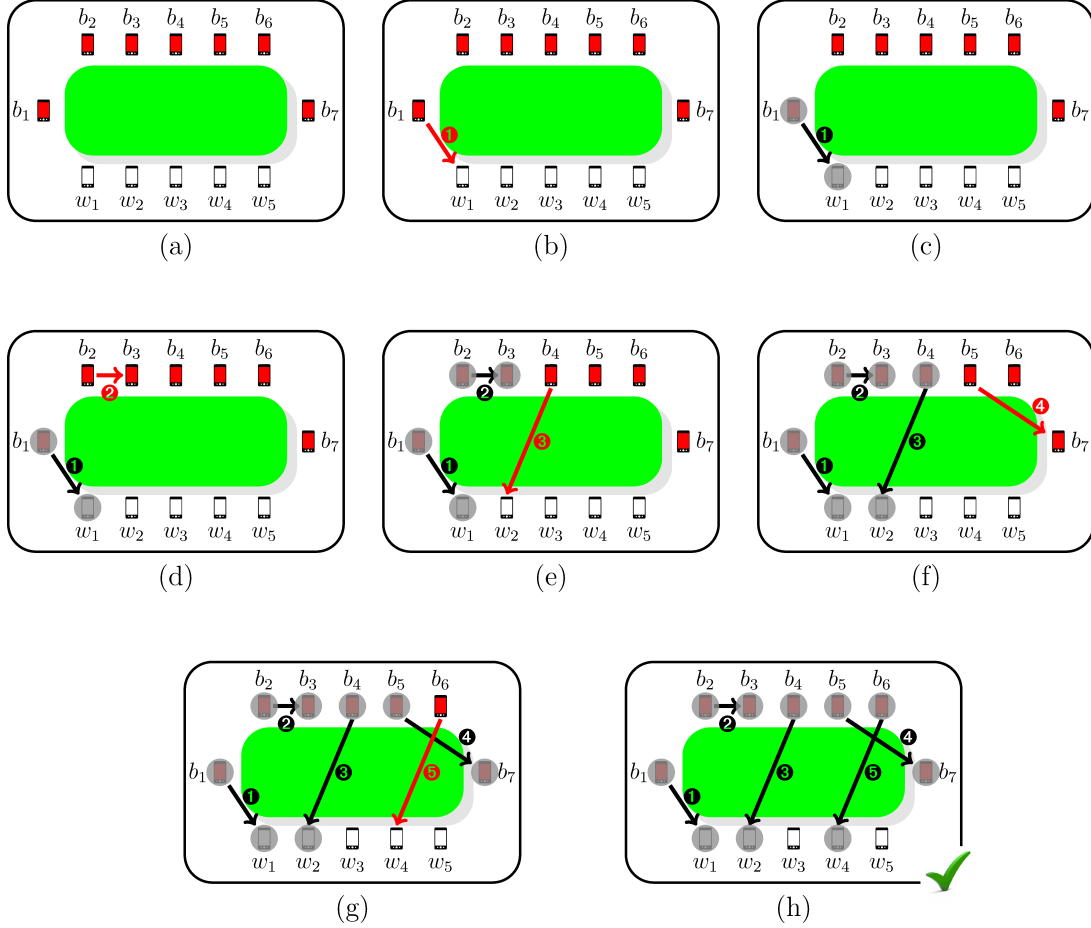 b2 b3 b4 b5 b6
b1 b7
w1 w2 w3 w4 w5
(a)
b2 b3 b4 b5 b6
b1 1 b7
w1 w2 w3 w4 w5
(b)
b2 b3 b4 b5 b6
b1 1 b7
w1 w2 w3 w4 w5
(c)
b2 b3 b4 b5 b6
2
b1 1 b7
w1 w2 w3 w4 w5
(d)
b2 b3 b4 b5 b6
2
b1 1 3 b7
w1 w2 w3 w4 w5
(e)
b2 b3 b4 b5 b6
2 4
b1 1 3 b7
w1 w2 w3 w4 w5
(f)
b2 b3 b4 b5 b6
2 4
b1 1 3 5 b7
w1 w2 w3 w4 w5
(g)
b2 b3 b4 b5 b6
2 4
b1 1 3 5 b7
w1 w2 w3 w4 w5
(h)